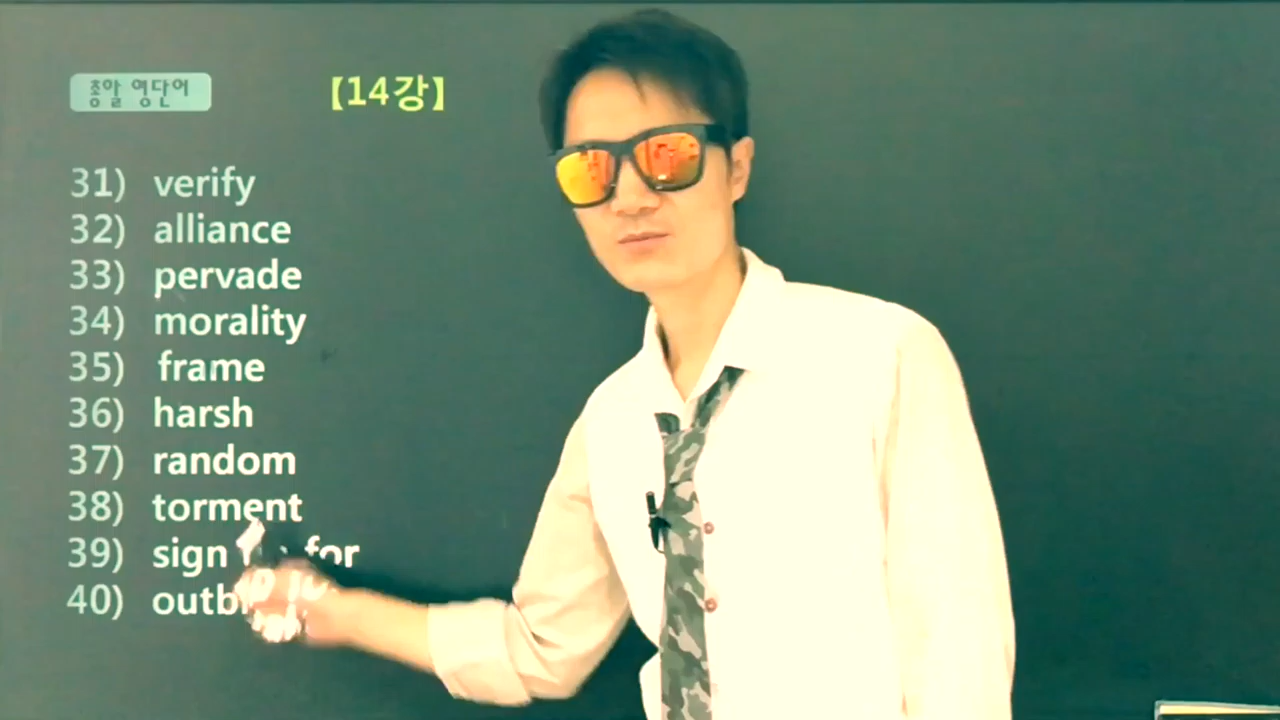 총알 영단어
【14강】
31) verify
32) alliance
33) pervade
34) morality
35) frame
36) harsh
37) random
38) torment
39) sign for
40)